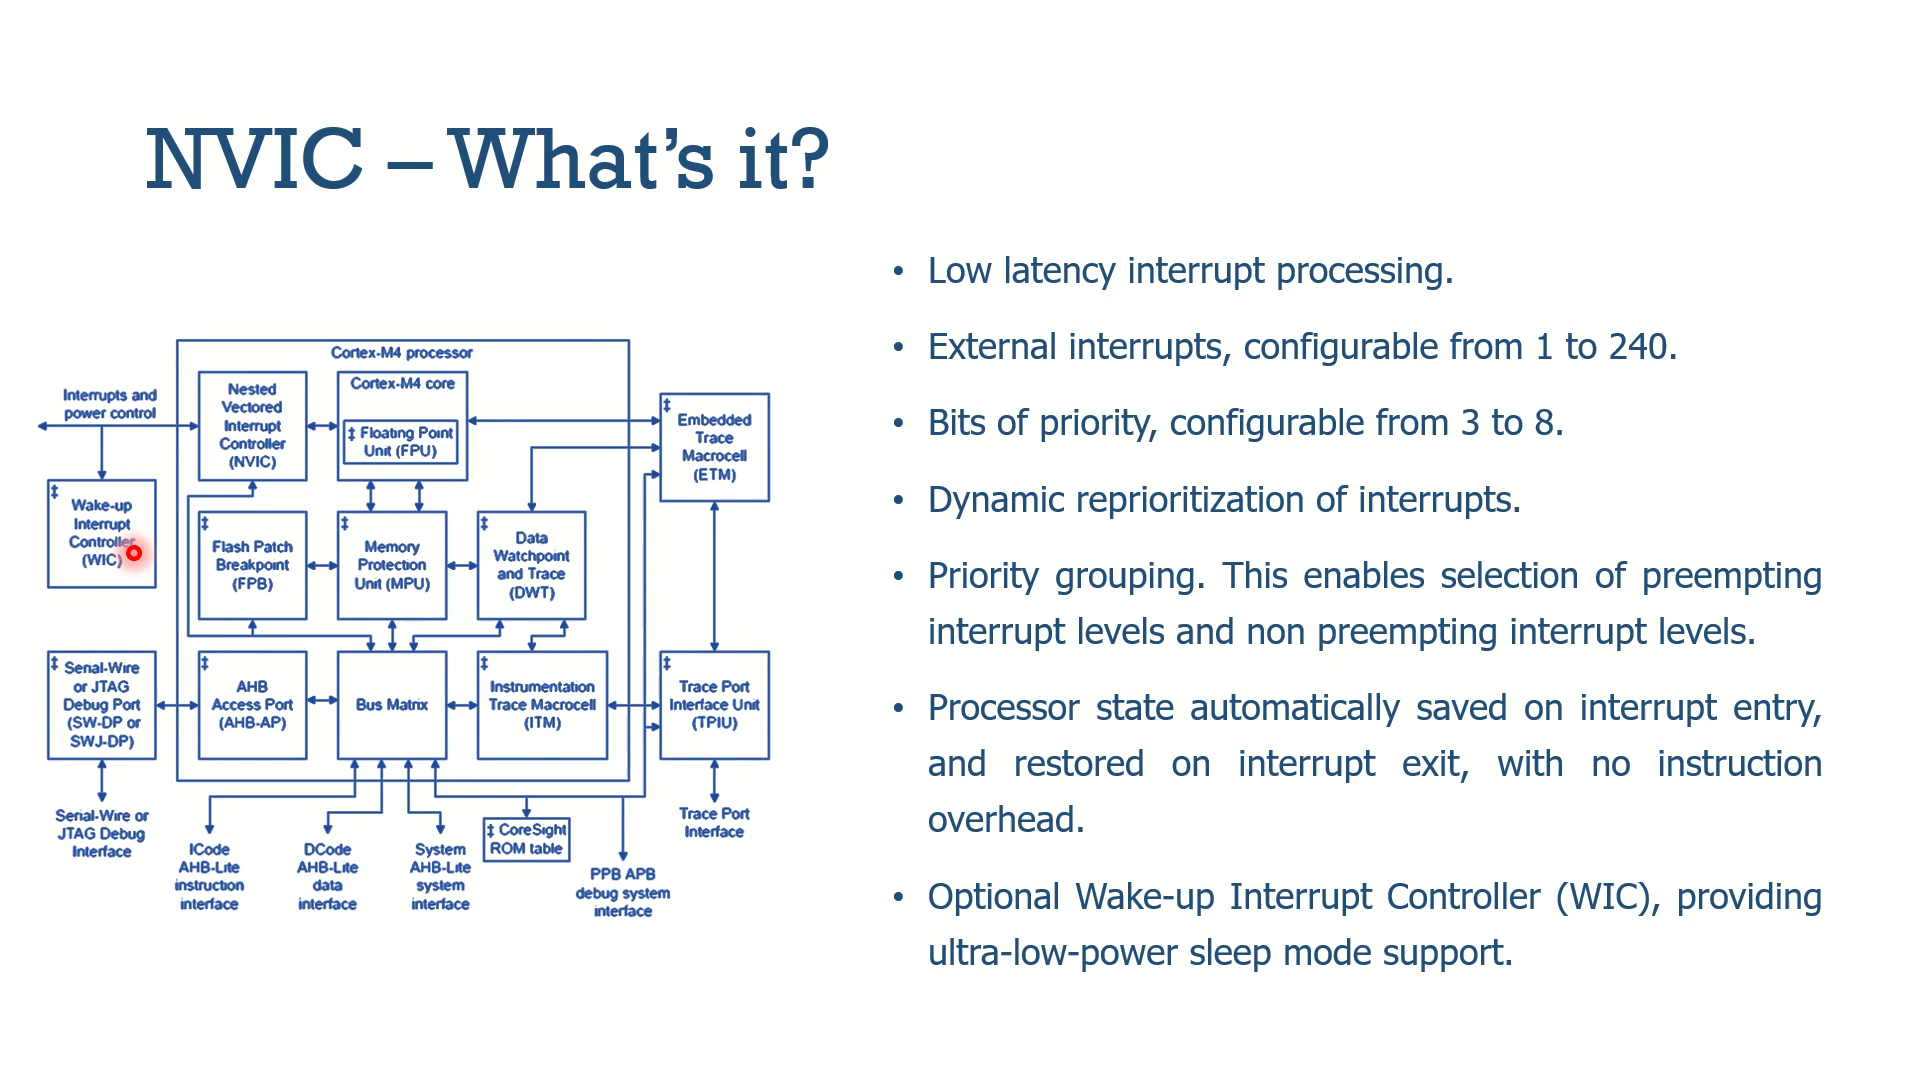 NVIC – What's it?
• Low latency interrupt processing.
• External interrupts, configurable from 1 to 240.
• Bits of priority, configurable from 3 to 8.
• Dynamic reprioritization of interrupts.
• Priority grouping. This enables selection of preempting
interrupt levels and non preempting interrupt levels.
• Processor state automatically saved on interrupt entry,
and restored on interrupt exit, with no instruction
overhead.
• Optional Wake-up Interrupt Controller (WIC), providing
ultra-low-power sleep mode support.
Cortex-M4 processor
Interrupts and
power control
Nested
Vectored
Interrupt
Controller
(NVIC)
Cortex-M4 core
‡ Floating Point
Unit (FPU)
‡
Embedded
Trace
Macrocell
(ETM)
‡
Wake-up
Interrupt
Controller
(WIC)
‡
Flash Patch
Breakpoint
(FPB)
‡
Memory
Protection
Unit (MPU)
‡
Data
Watchpoint
and Trace
(DWT)
‡ Serial-Wire
or JTAG
Debug Port
(SW-DP or
SWJ-DP)
‡
AHB
Access Port
(AHB-AP)
Bus Matrix
‡
Instrumentation
Trace Macrocell
(ITM)
‡
Trace Port
Interface Unit
(TPIU)
Serial-Wire or
JTAG Debug
Interface
ICode
AHB-Lite
instruction
interface
DCode
AHB-Lite
data
interface
System
AHB-Lite
system
interface
‡ CoreSight
ROM table
PPB APB
debug system
interface
Trace Port
Interface